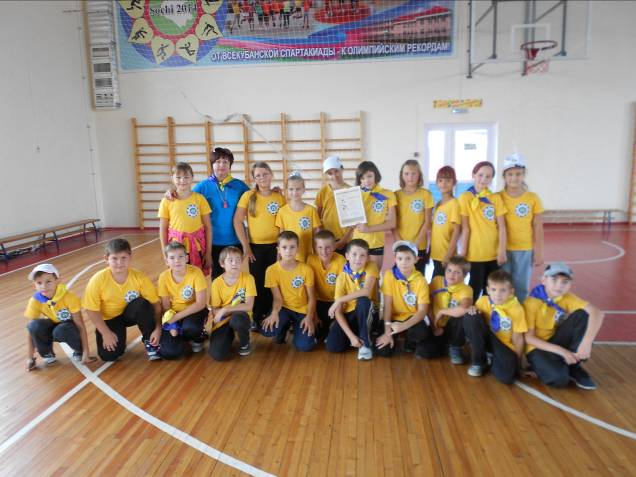 Sochi 2014
ОТ ВСЕКУБАНСКОЙ СПАРТАКИАДЫ - К ОЛИМПИЙСКИМ РЕКОРДАМ!